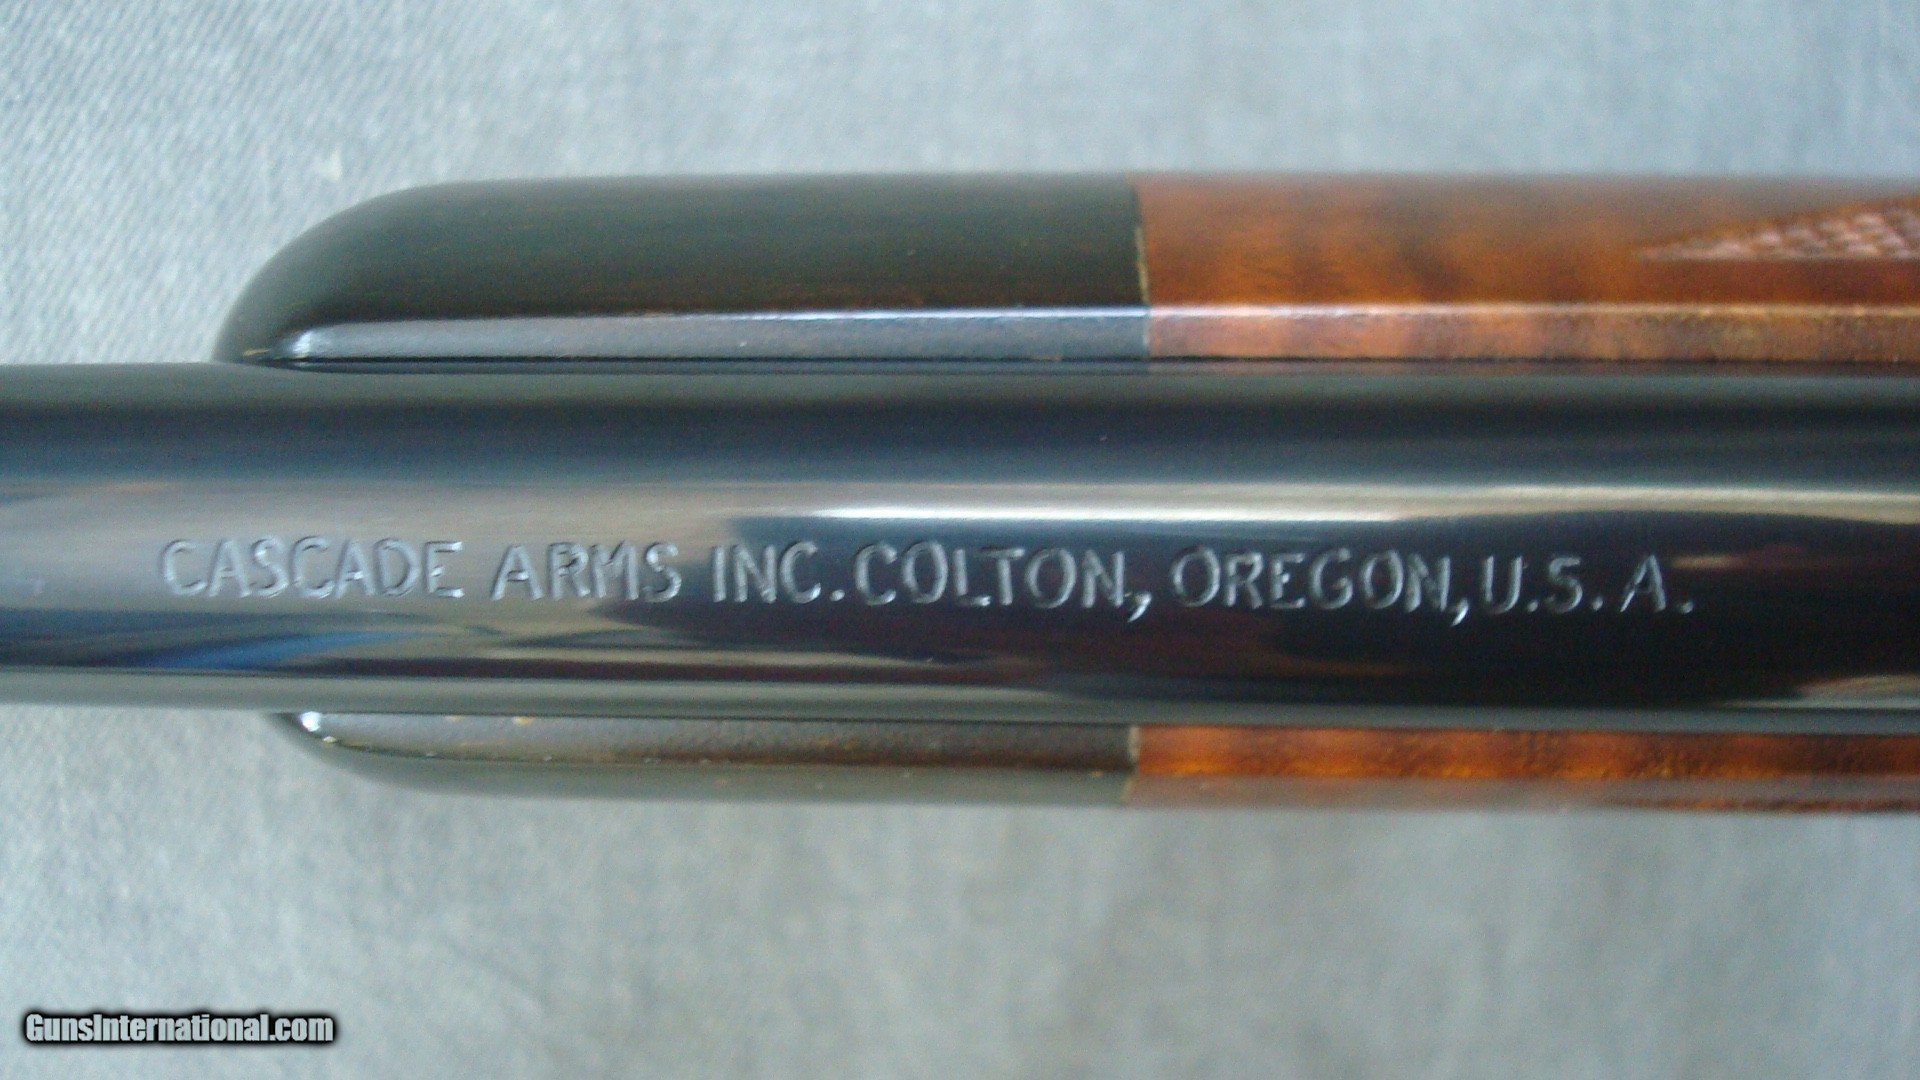 CASCADE ARMS INC. COLTON, OREGON, U.S.A.
GunsInternational.com